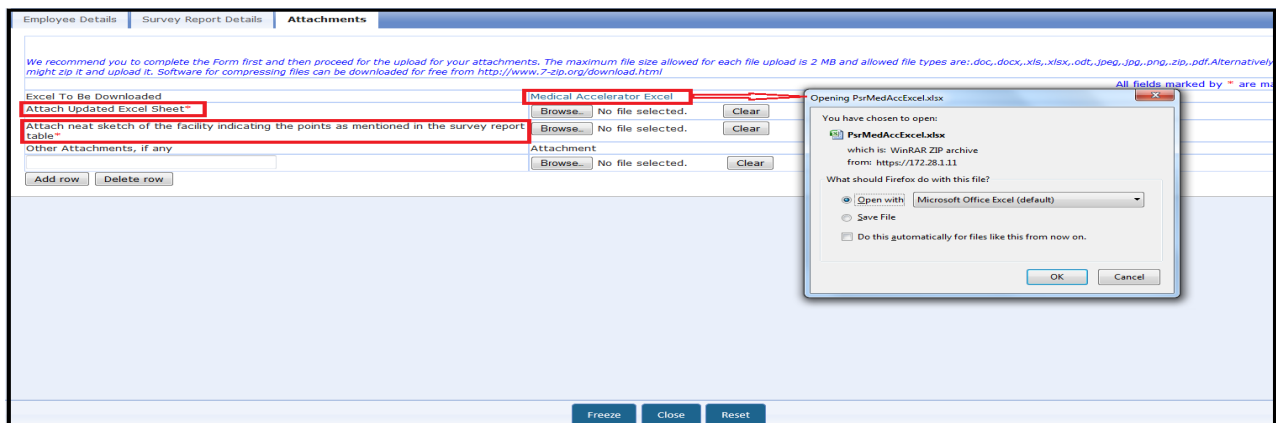 Employee Details
Survey Report Details
Attachments
We recommend you to complete the Form first and then proceed for the upload for your attachments. The maximum file size allowed for each file upload is 2 MB and allowed file types are:.doc,.docx,.xls,.xlsx,.odt,.jpeg,.jpg,.png,.zip,.pdf.Alternatively
might zip it and upload it. Software for compressing files can be downloaded for free from http://www.7-zip.org/download.html
All fields marked by * are ma
Excel To Be Downloaded
Medical Accelerator Excel
Attach Updated Excel Sheet*
Browse... No file selected. Clear
Attach neat sketch of the facility indicating the points as mentioned in the survey report
table*
Browse... No file selected. Clear
Other Attachments, if any
Attachment
Browse... No file selected. Clear
Add row
Delete row
Opening PsrMedAccExcel.xlsx
You have chosen to open:
PsrMedAccExcel.xlsx
which is: WinRAR ZIP archive
from: https://172.28.1.11
What should Firefox do with this file?
Open with Microsoft Office Excel (default)
Save File
Do this automatically for files like this from now on.
OK
Cancel
Freeze
Close
Reset